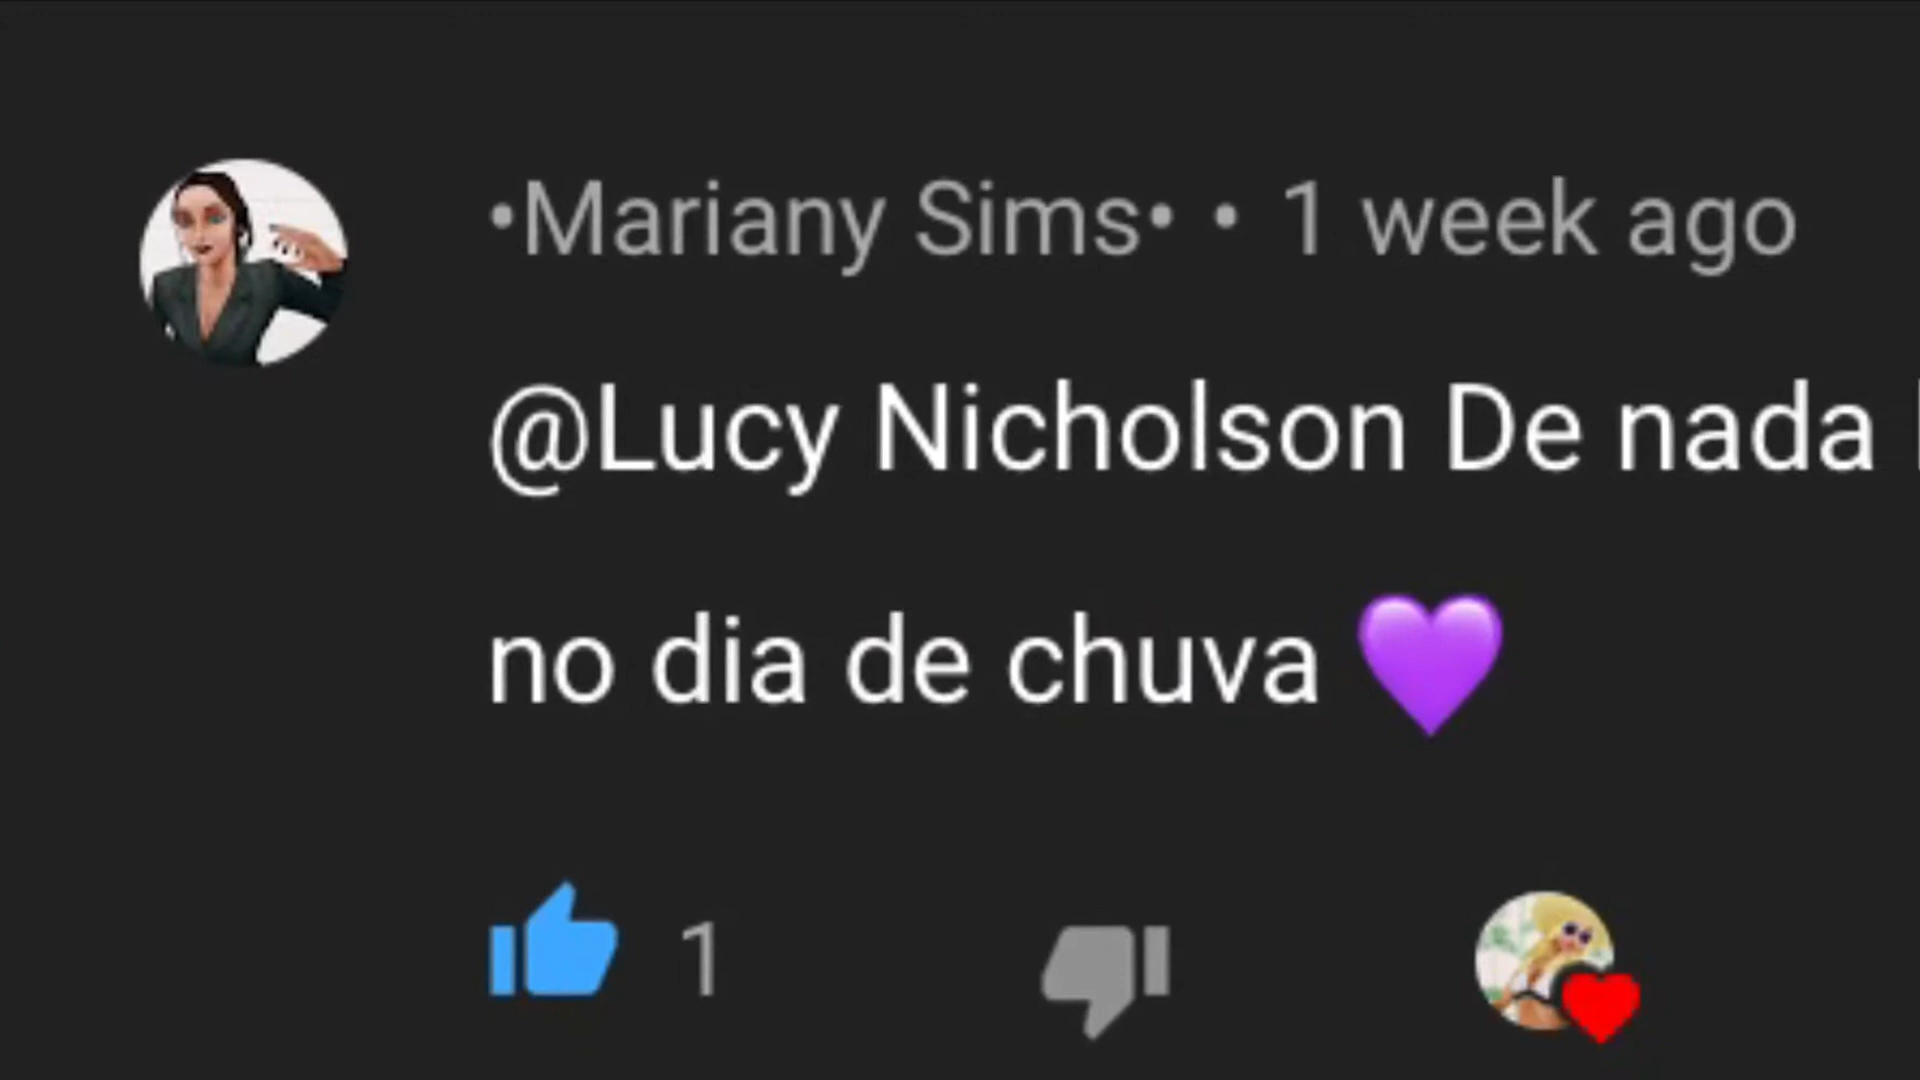 •Mariany Sims• • 1 week ago
@Lucy Nicholson De nada
no dia de chuva 💜
1